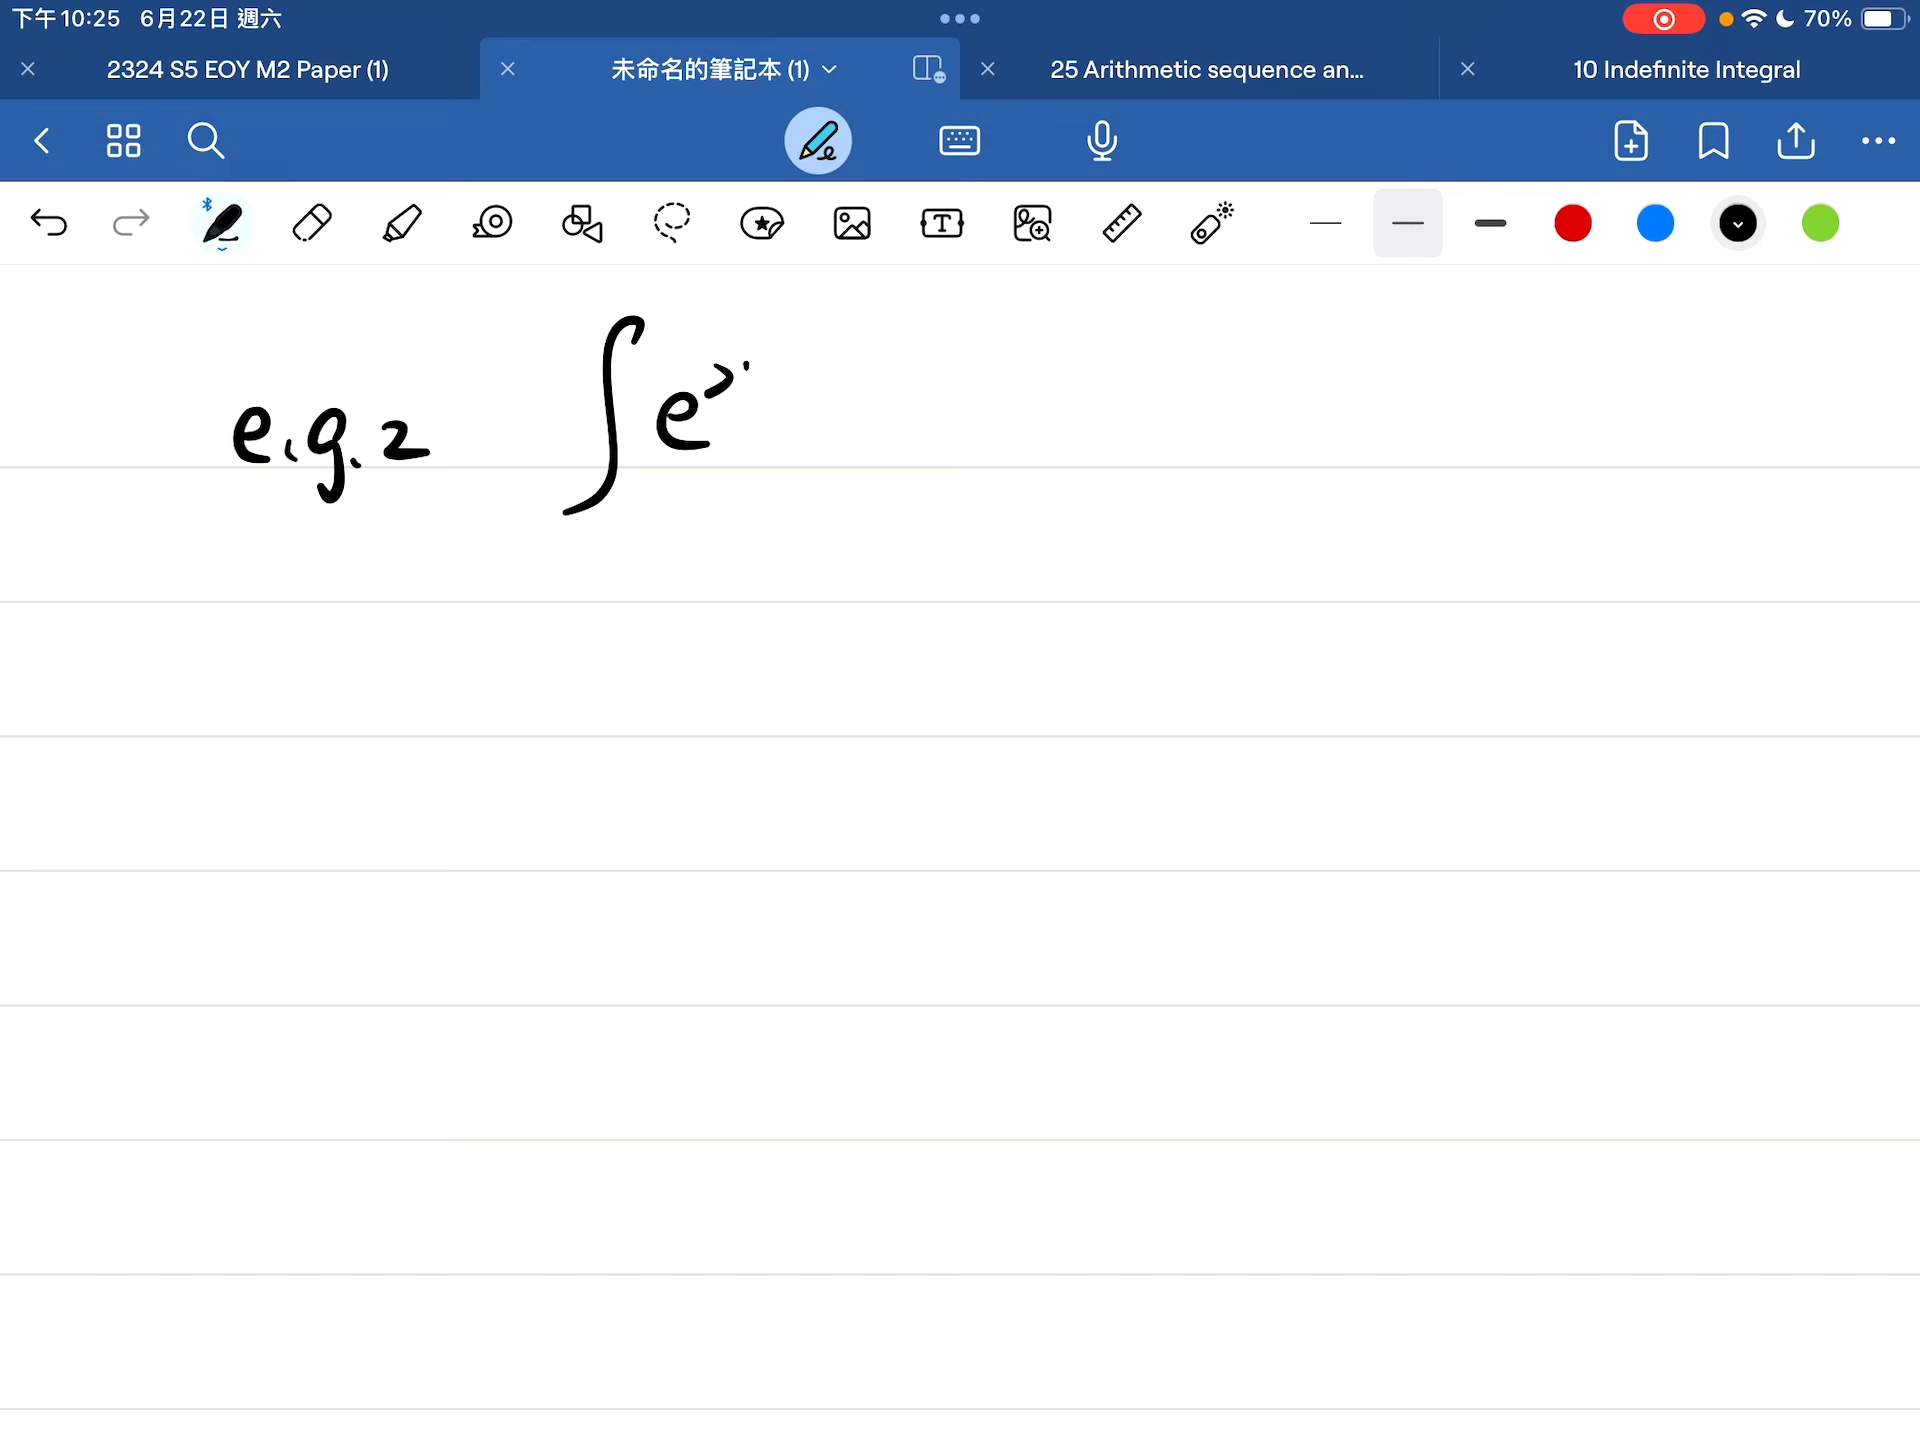 下午10:25 6月22日 週六 70%
2324 S5 EOY M2 Paper (1) 未命名的筆記本 (1) 25 Arithmetic sequence an... 10 Indefinite Integral
e.g. 2 ∫e